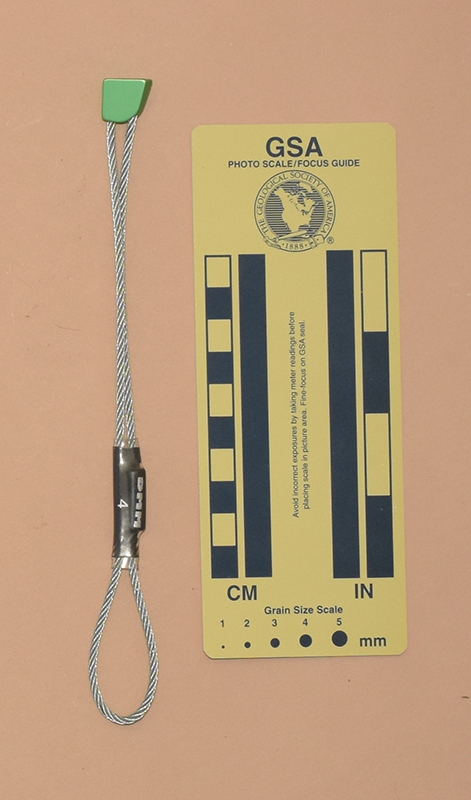 GSA
PHOTO SCALE/FOCUS GUIDE
THE GEOLOGICAL SOCIETY OF AMERICA
· 1888 ·
®
Avoid incorrect exposures by taking meter readings before
placing scale in picture area. Fine-focus on GSA seal.
CM
IN
Grain Size Scale
1 2 3 4 5
mm
DMM
4